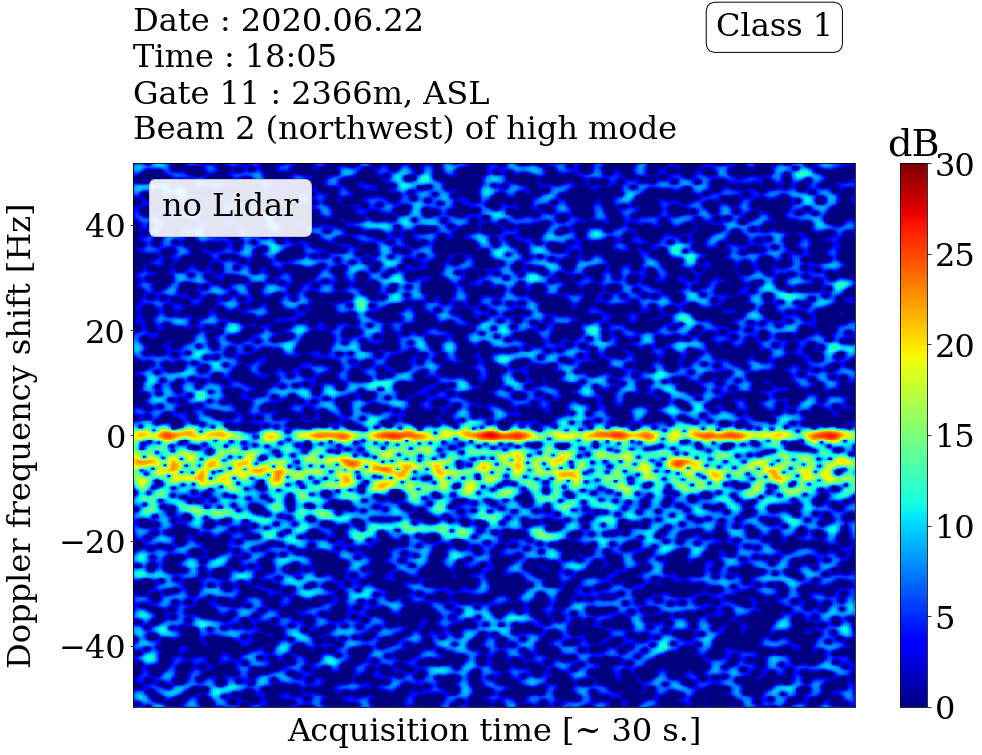 Date : 2020.06.22
Time : 18:05
Gate 11 : 2366m, ASL
Beam 2 (northwest) of high mode
Class 1
dB
no Lidar
40
20
0
−20
−40
Doppler frequency shift [Hz]
Acquisition time [~ 30 s.]
30
25
20
15
10
5
0